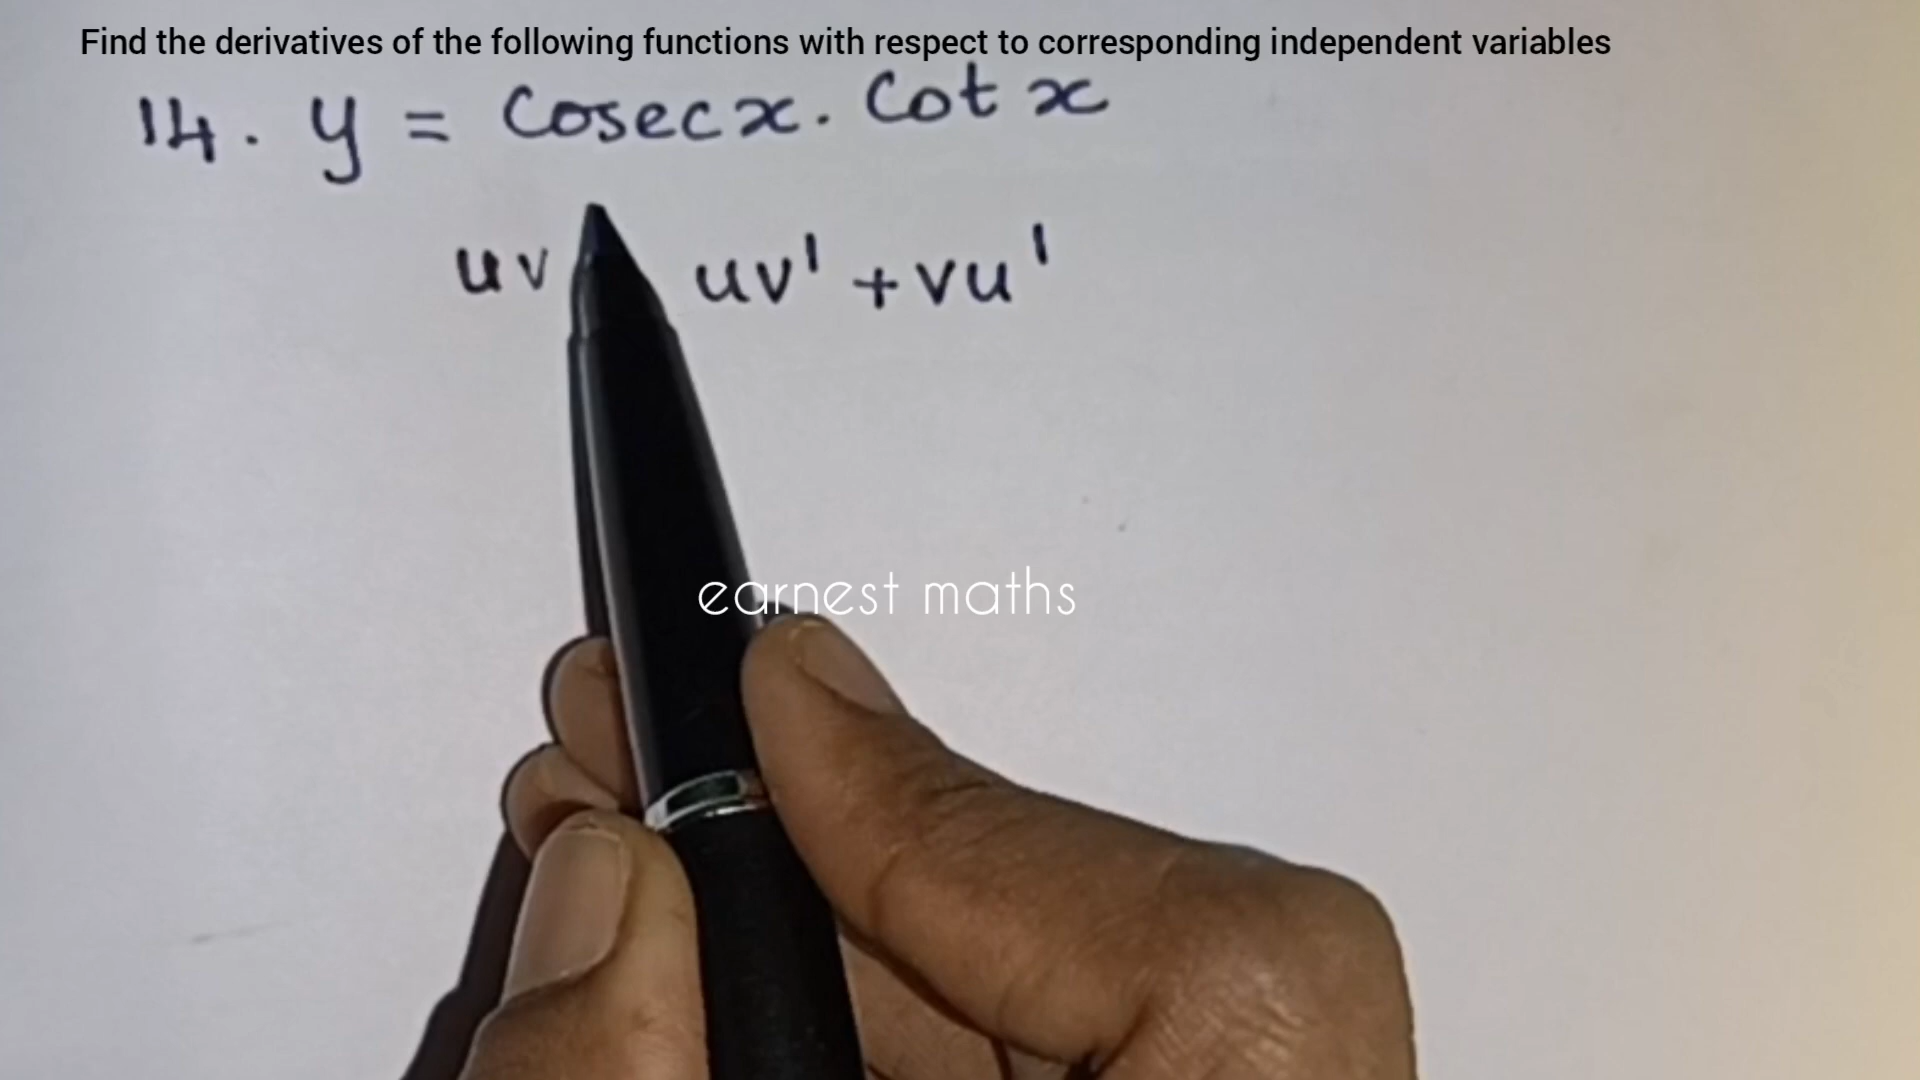 Find the derivatives of the following functions with respect to corresponding independent variables
14. y = Cosec x . Cot x
uv uv' + vu'
earnest maths